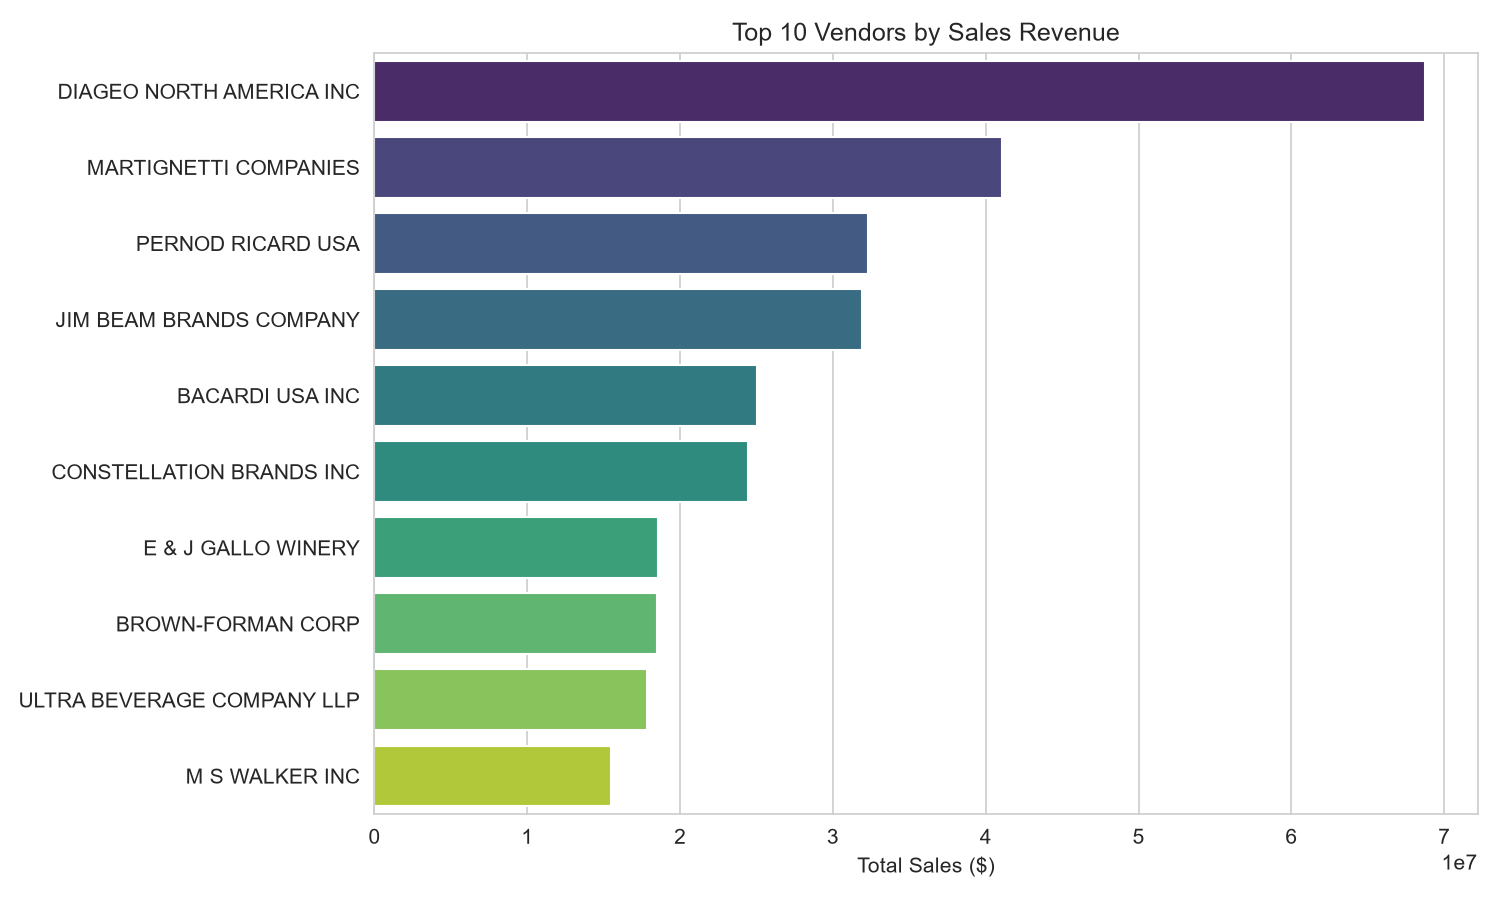 Top 10 Vendors by Sales Revenue
DIAGEO NORTH AMERICA INC
MARTIGNETTI COMPANIES
PERNOD RICARD USA
JIM BEAM BRANDS COMPANY
BACARDI USA INC
CONSTELLATION BRANDS INC
E & J GALLO WINERY
BROWN-FORMAN CORP
ULTRA BEVERAGE COMPANY LLP
M S WALKER INC
0 1 2 3 4 5 6 7
1e7
Total Sales ($)